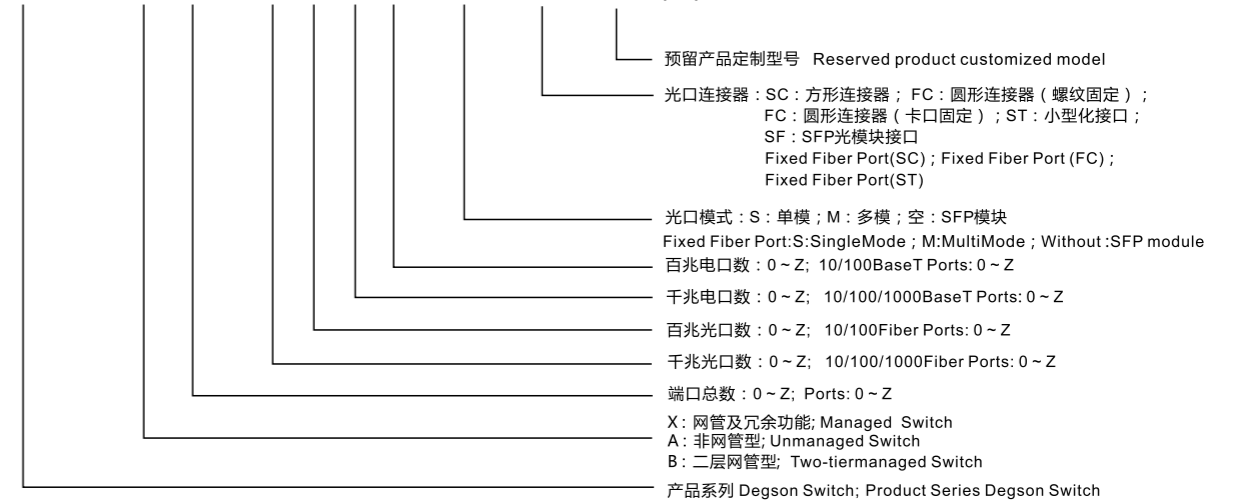 预留产品定制型号 Reserved product customized model
光口连接器：SC：方形连接器； FC：圆形连接器（螺纹固定）；
FC：圆形连接器（卡口固定）；ST：小型化接口；
SF：SFP光模块接口
Fixed Fiber Port(SC)；Fixed Fiber Port (FC)；
Fixed Fiber Port(ST)
光口模式：S：单模；M：多模；空：SFP模块
Fixed Fiber Port:S:SingleMode；M:MultiMode；Without :SFP module
百兆电口数：0 ~ Z; 10/100BaseT Ports: 0 ~ Z
千兆电口数：0 ~ Z; 10/100/1000BaseT Ports: 0 ~ Z
百兆光口数：0 ~ Z; 10/100Fiber Ports: 0 ~ Z
千兆光口数：0 ~ Z; 10/100/1000Fiber Ports: 0 ~ Z
端口总数：0 ~ Z; Ports: 0 ~ Z
X：网管及冗余功能; Managed Switch
A：非网管型; Unmanaged Switch
B：二层网管型; Two-tiermanaged Switch
产品系列 Degson Switch; Product Series Degson Switch